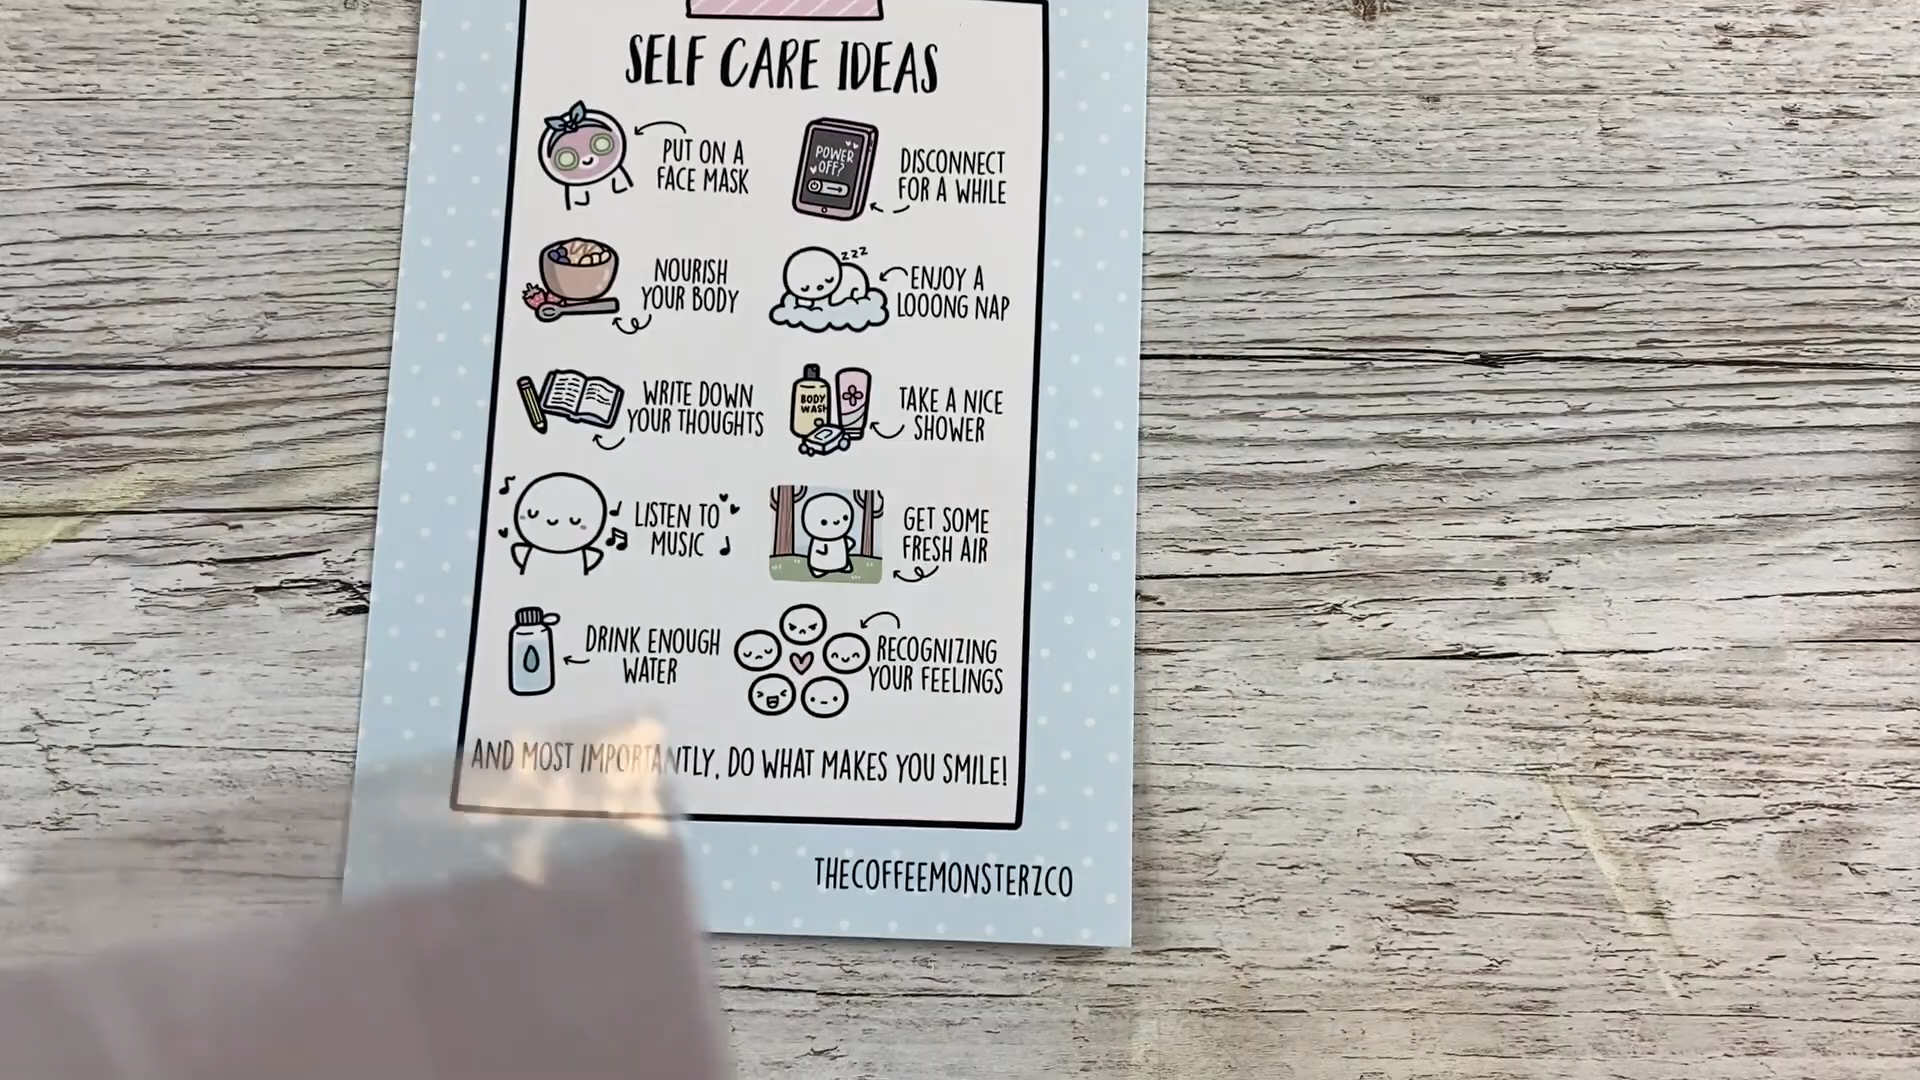 SELF CARE IDEAS
PUT ON A
FACE MASK
POWER
OFF?
DISCONNECT
FOR A WHILE
NOURISH
YOUR BODY
zzz
ENJOY A
LOOONG NAP
WRITE DOWN
YOUR THOUGHTS
BODY
WASH
TAKE A NICE
SHOWER
LISTEN TO
MUSIC
GET SOME
FRESH AIR
DRINK ENOUGH
WATER
RECOGNIZING
YOUR FEELINGS
AND MOST IMPORTANTLY, DO WHAT MAKES YOU SMILE!
THECOFFEEMONSTERZCO